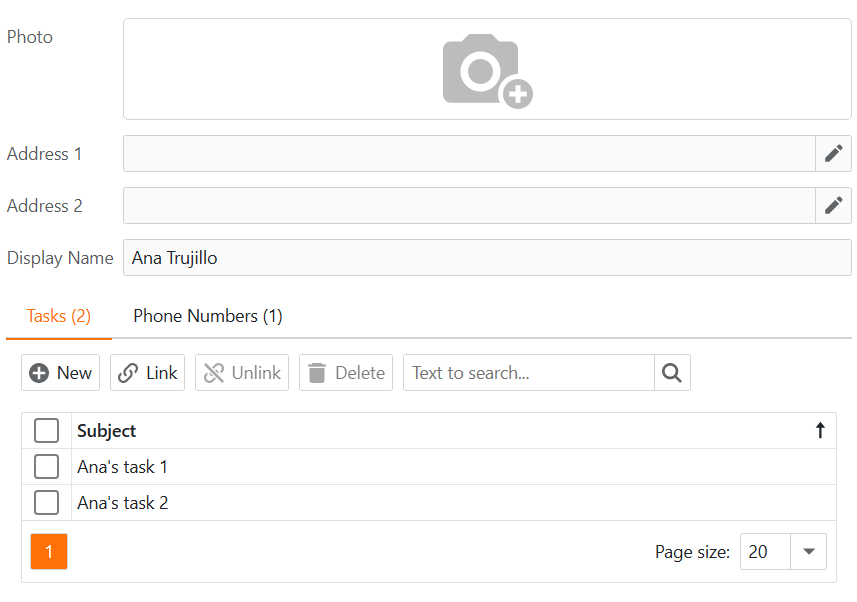 Photo
Address 1
Address 2
Display Name Ana Trujillo
Tasks (2) Phone Numbers (1)
New Link Unlink Delete Text to search...
Subject
Ana's task 1
Ana's task 2
1 Page size: 20